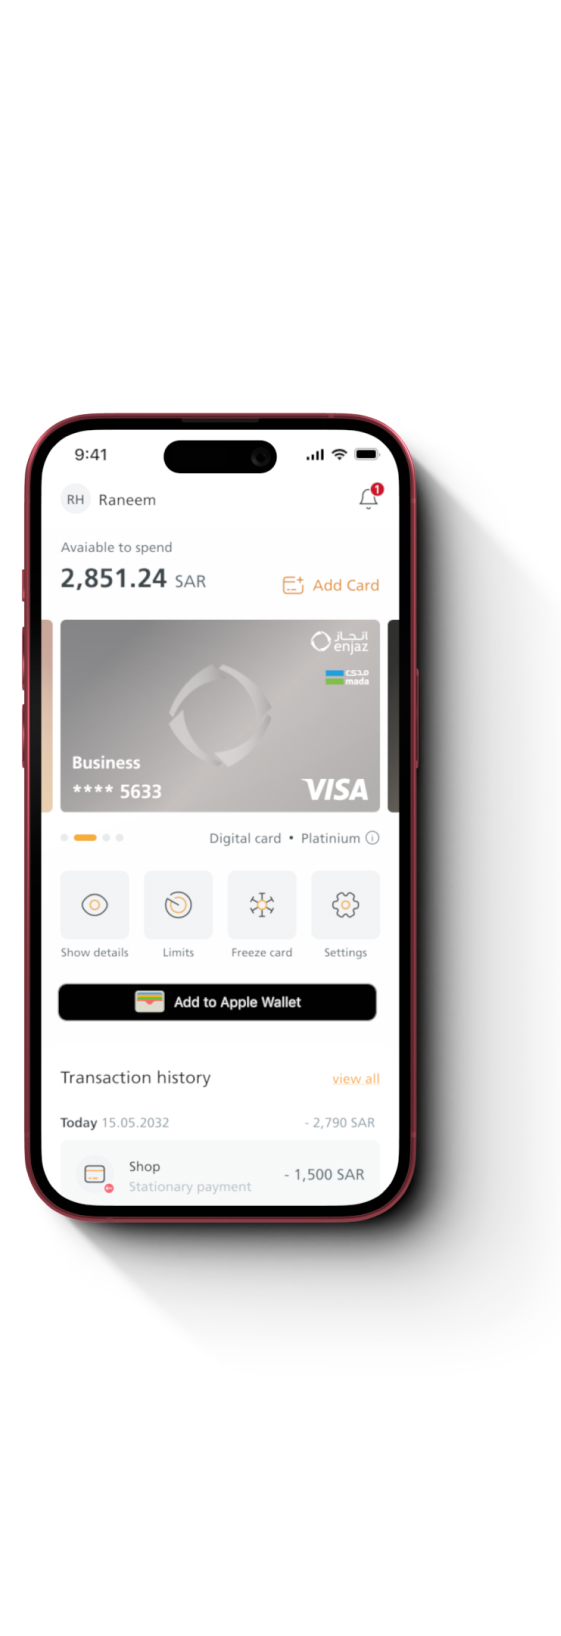 9:41
RH Raneem
1
Avaiable to spend
2,851.24 SAR
Add Card
انجاز
enjaz
مدى
mada
Business
**** 5633
VISA
Digital card • Platinium
Show details
Limits
Freeze card
Settings
Add to Apple Wallet
Transaction history
view all
Today 15.05.2032
- 2,790 SAR
Shop
- 1,500 SAR
Stationary payment